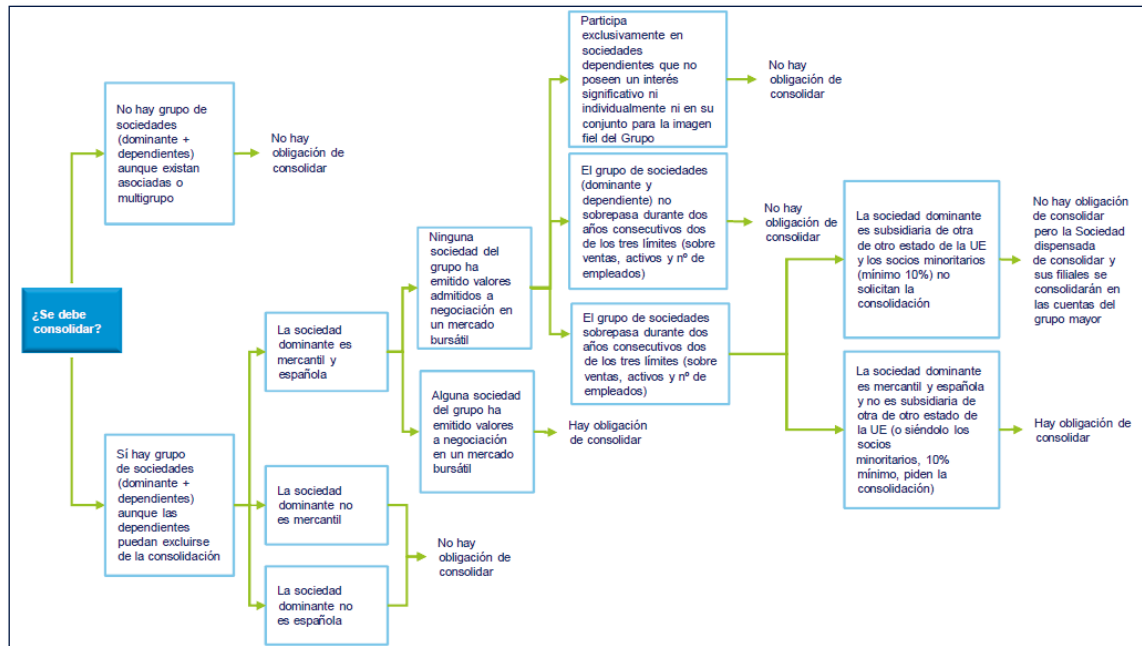 ¿Se debe
consolidar?
No hay grupo de
sociedades
(dominante +
dependientes)
aunque existan
asociadas o
multigrupo
No hay
obligación de
consolidar
Sí hay grupo
de sociedades
(dominante +
dependientes)
aunque las
dependientes
puedan excluirse
de la consolidación
La sociedad
dominante es
mercantil y
española
La sociedad
dominante no
es mercantil
La sociedad
dominante no
es española
No hay
obligación de
consolidar
Ninguna
sociedad del
grupo ha
emitido valores
admitidos a
negociación en
un mercado
bursátil
Alguna sociedad
del grupo ha
emitido valores
a negociación
en un mercado
bursátil
Hay obligación
de consolidar
Participa
exclusivamente en
sociedades
dependientes que no
poseen un interés
significativo ni
individualmente ni en su
conjunto para la imagen
fiel del Grupo
No hay
obligación de
consolidar
El grupo de sociedades
(dominante y
dependiente) no
sobrepasa durante dos
años consecutivos dos
de los tres límites (sobre
ventas, activos y nº de
empleados)
No hay
obligación de
consolidar
El grupo de sociedades
sobrepasa durante dos
años consecutivos dos
de los tres límites (sobre
ventas, activos y nº de
empleados)
La sociedad dominante
es subsidiaria de otra
de otro estado de la UE
y los socios minoritarios
(mínimo 10%) no
solicitan la
consolidación
No hay obligación
de consolidar
pero la Sociedad
dispensada
de consolidar y
sus filiales se
consolidarán en
las cuentas del
grupo mayor
La sociedad dominante
es mercantil y española
y no es subsidiaria de
otra de otro estado de
la UE (o siéndolo los
socios
minoritarios, 10%
mínimo, piden la
consolidación)
Hay obligación de
consolidar